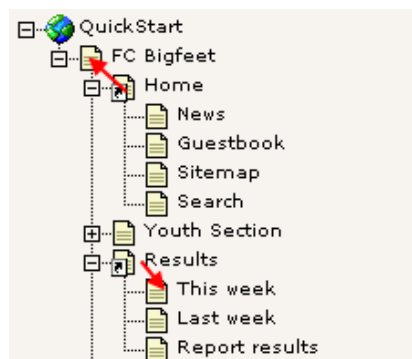 QuickStart
FC Bigfeet
Home
News
Guestbook
Sitemap
Search
Youth Section
Results
This week
Last week
Report results